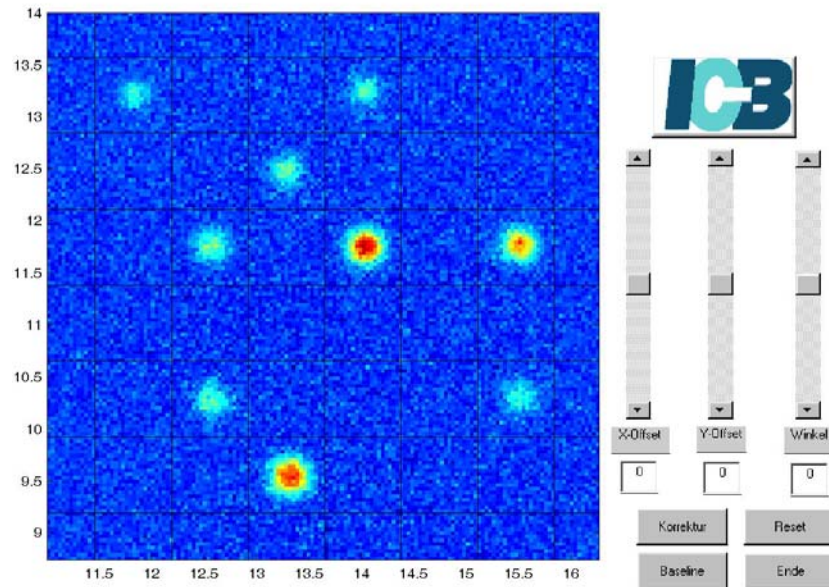 14
13.5
13
12.5
12
11.5
11
10.5
10
9.5
9
11.5 12 12.5 13 13.5 14 14.5 15 15.5 16
ICB
X-Offset Y-Offset Winkel
0 0 0
Korrektur Reset
Baseline Ende